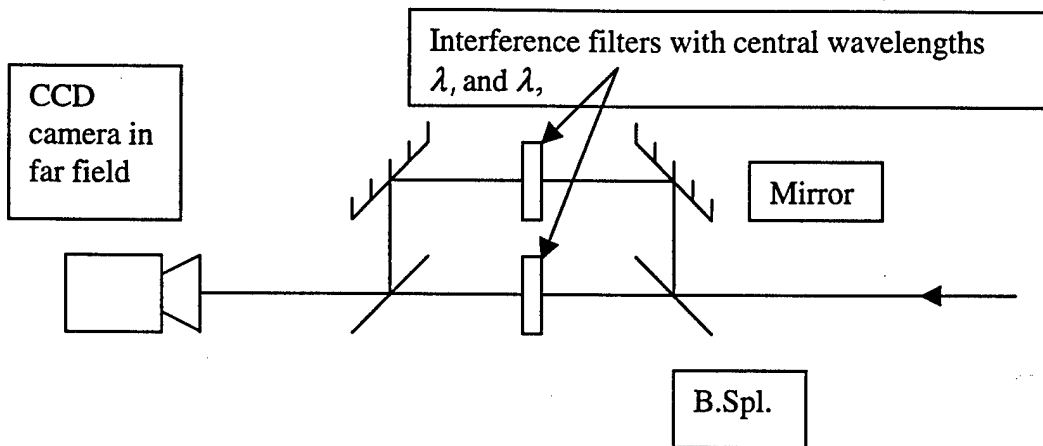 Interference filters with central wavelengths
λ, and λ,
CCD
camera in
far field
Mirror
B.Spl.